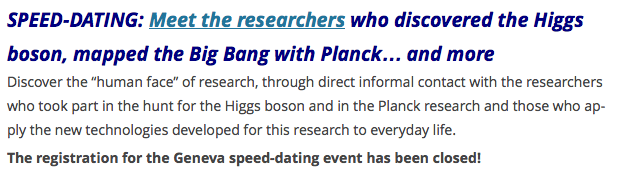 SPEED-DATING: Meet the researchers who discovered the Higgs
boson, mapped the Big Bang with Planck… and more
Discover the “human face” of research, through direct informal contact with the researchers
who took part in the hunt for the Higgs boson and in the Planck research and those who ap-
ply the new technologies developed for this research to everyday life.
The registration for the Geneva speed-dating event has been closed!